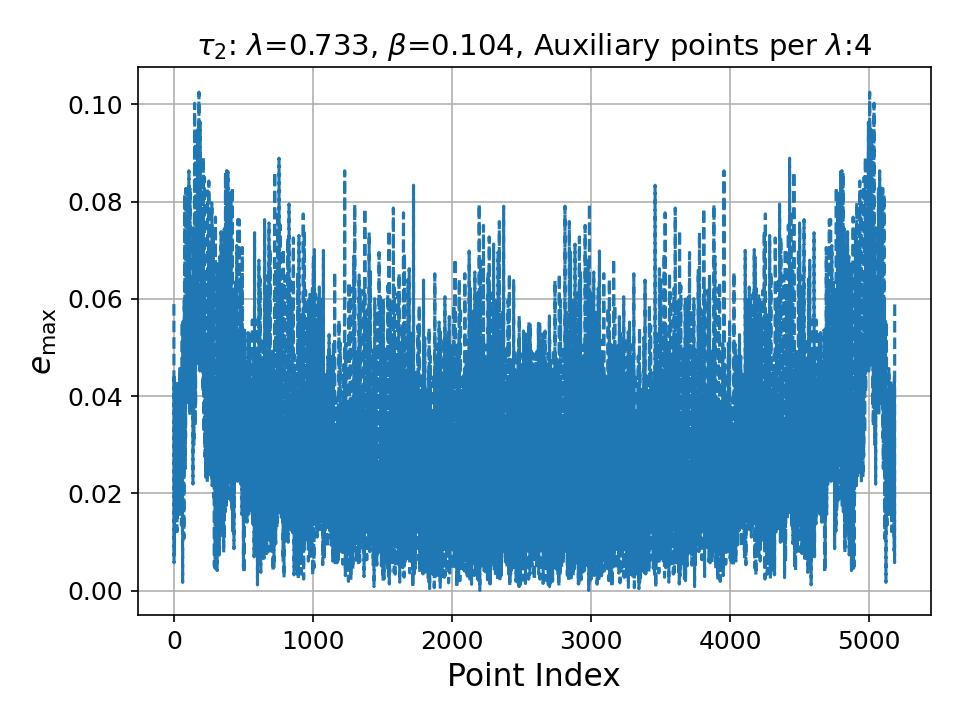 τ₂: λ=0.733, β=0.104, Auxiliary points per λ:4
0.10
0.08
0.06
0.04
0.02
0.00
e_max
0 1000 2000 3000 4000 5000
Point Index